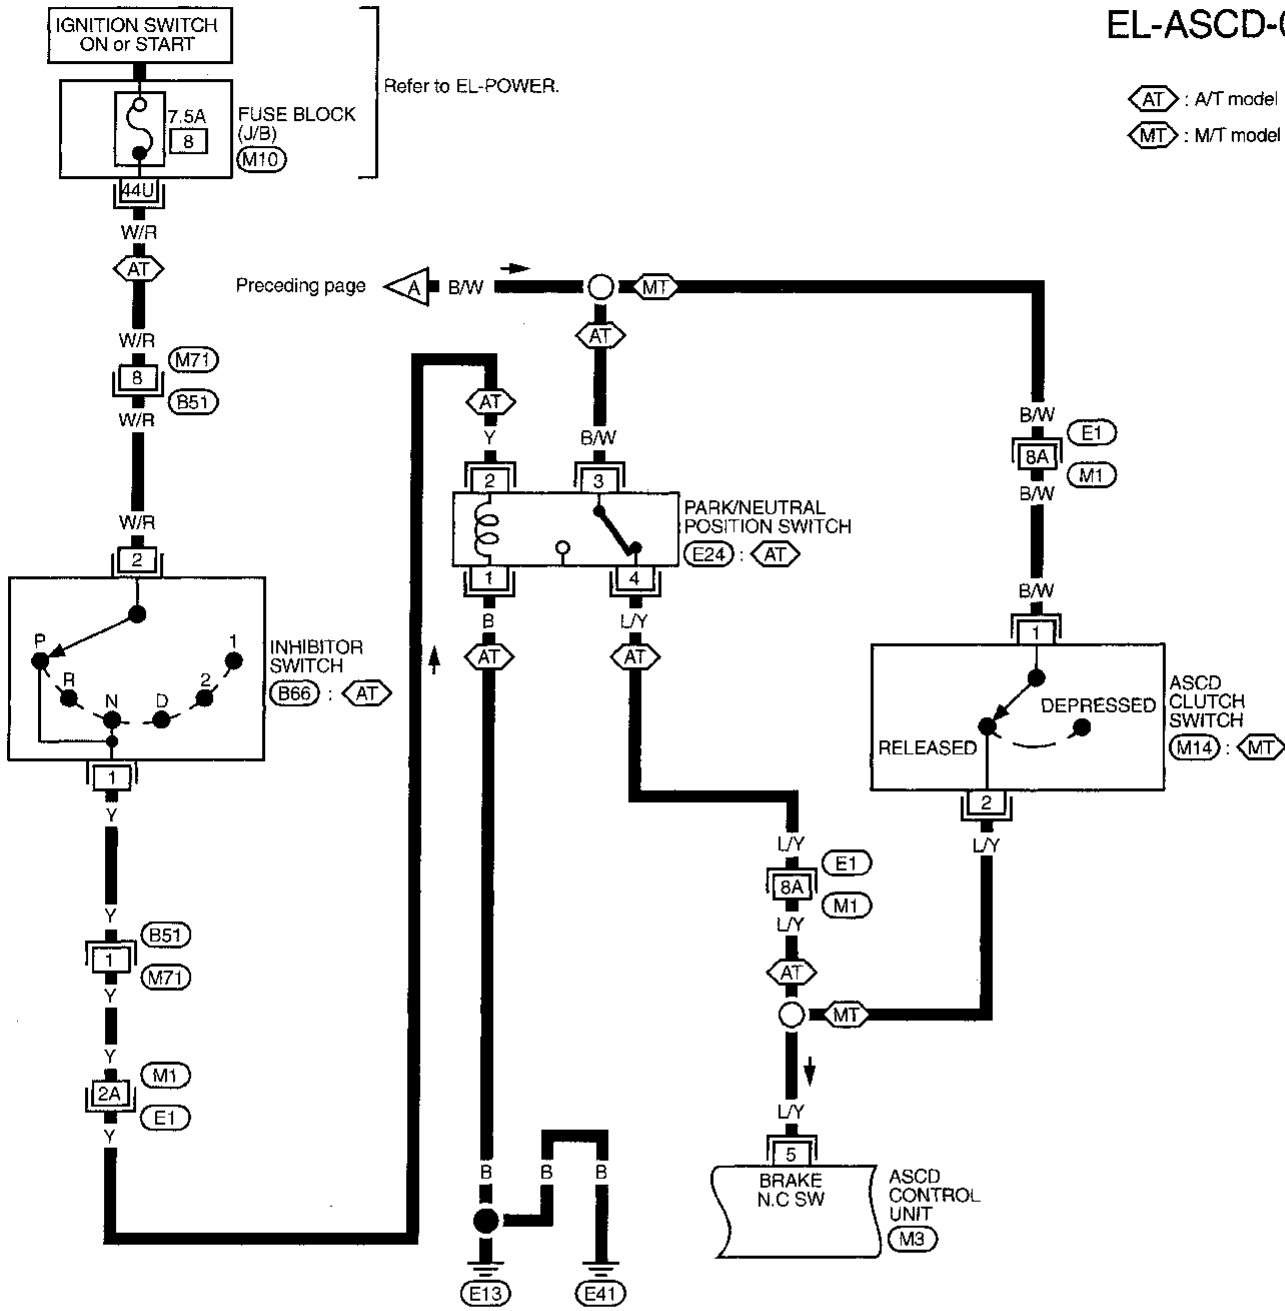 EL-ASCD-
IGNITION SWITCH
ON or START
Refer to EL-POWER.
7.5A
8
FUSE BLOCK
(J/B)
M10
AT : A/T model
MT : M/T model
44U
W/R
AT
Preceding page
A
B/W
MT
AT
W/R
8
M71
B51
W/R
AT
Y
B/W
B/W
8A
E1
M1
B/W
2
3
PARK/NEUTRAL
POSITION SWITCH
E24 : AT
1
4
W/R
2
B
L/Y
AT
AT
B/W
1
P
R
N
D
2
1
INHIBITOR
SWITCH
B66 : AT
1
DEPRESSED
RELEASED
ASCD
CLUTCH
SWITCH
M14 : MT
2
L/Y
Y
L/Y
8A
E1
M1
L/Y
AT
MT
Y
1
B51
M71
Y
Y
2A
M1
E1
Y
L/Y
5
BRAKE
N.C SW
ASCD
CONTROL
UNIT
M3
B
B
B
E13
E41